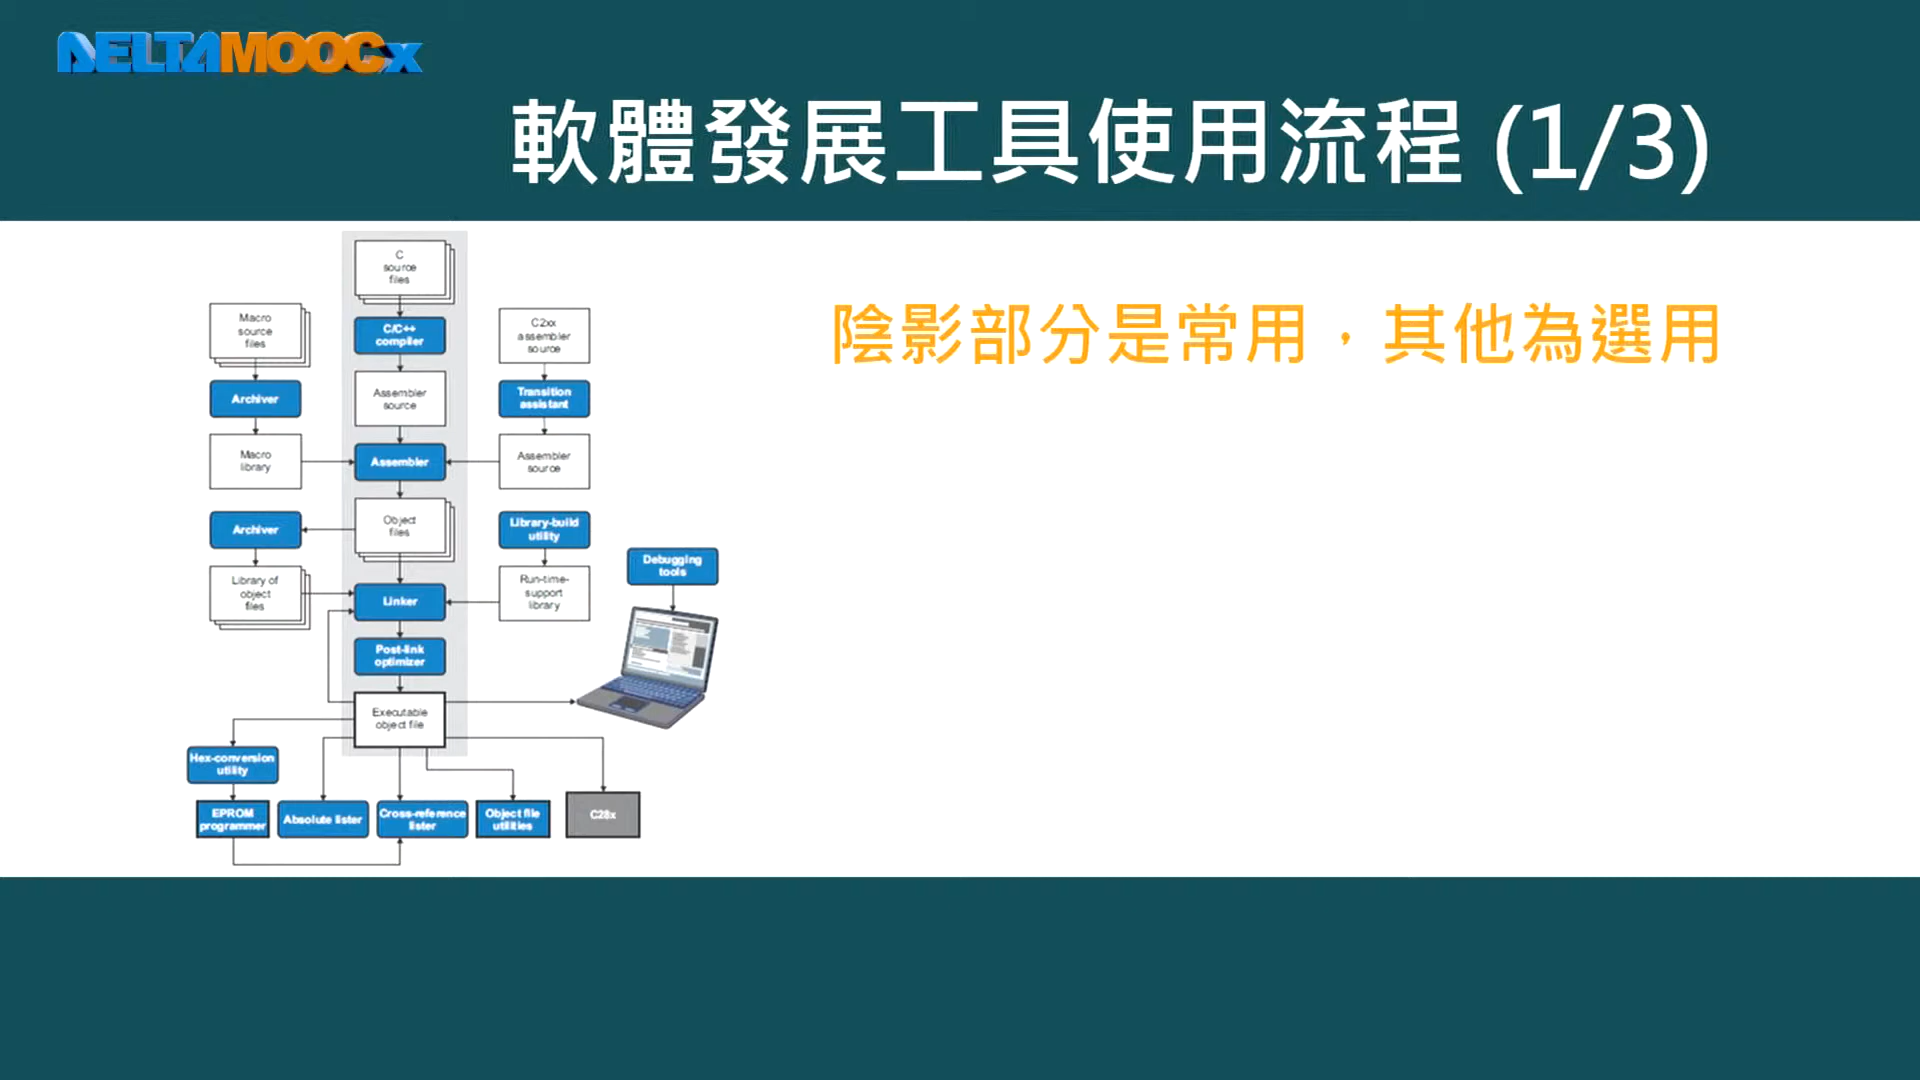 DELTAMOOCx
軟體發展工具使用流程 (1/3)
陰影部分是常用，其他為選用
C
source
files
Macro
source
files
C/C++
compiler
C2xx
assembler
source
Archiver
Assembler
source
Transition
assistant
Macro
library
Assembler
Assembler
source
Archiver
Object
files
Library-build
utility
Debugging
tools
Library of
object
files
Linker
Run-time-
support
library
Post-link
optimizer
Executable
object file
Hex-conversion
utility
EPROM
programmer
Absolute lister
Cross-reference
lister
Object file
utilities
C28x